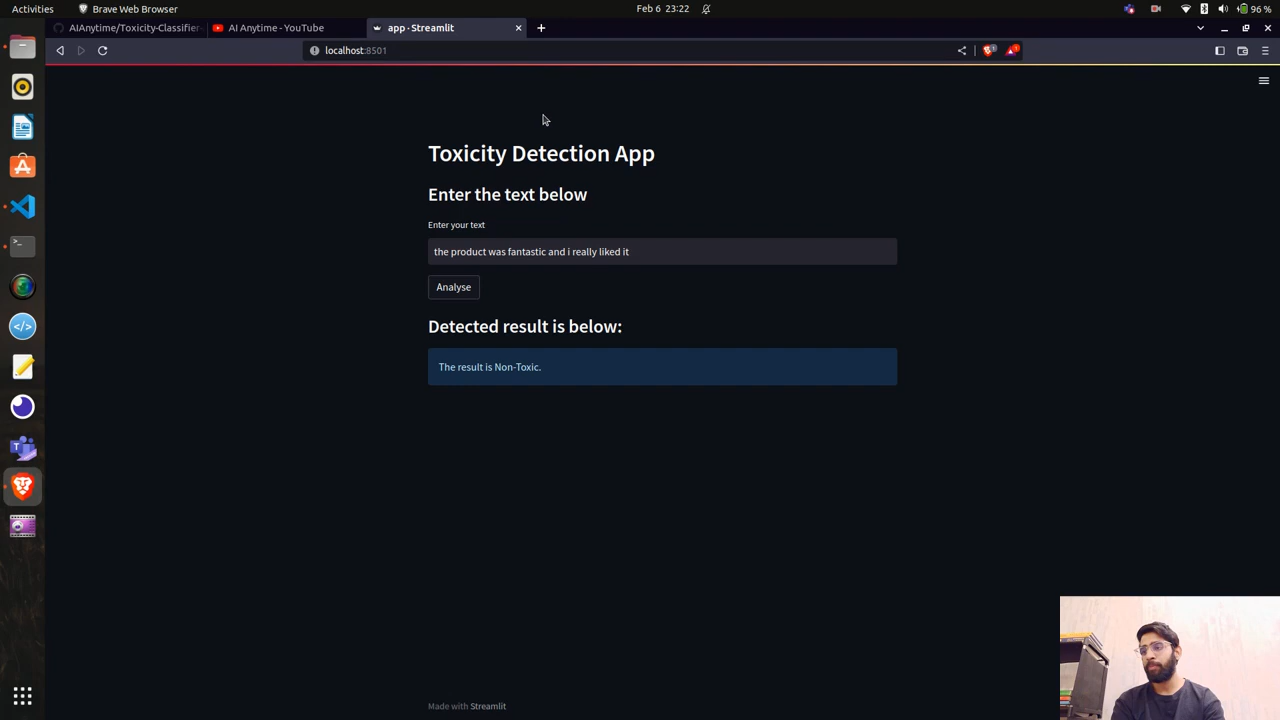 Activities
Brave Web Browser
Feb 6 23:22
96 %
AIAnytime/Toxicity-Classifier-
AI Anytime - YouTube
app · Streamlit
localhost:8501
Toxicity Detection App
Enter the text below
Enter your text
the product was fantastic and i really liked it
Analyse
Detected result is below:
The result is Non-Toxic.
Made with Streamlit